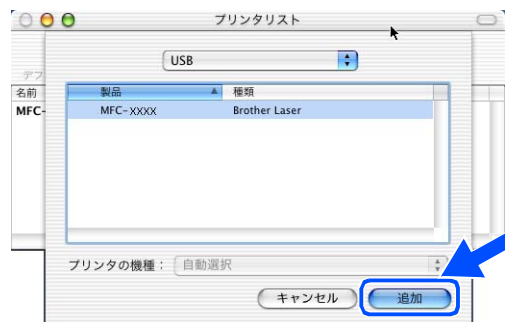 プリンタリスト
USB
デフ
名前
製品 種類
MFC-
MFC-XXXX Brother Laser
プリンタの機種： 自動選択
キャンセル 追加